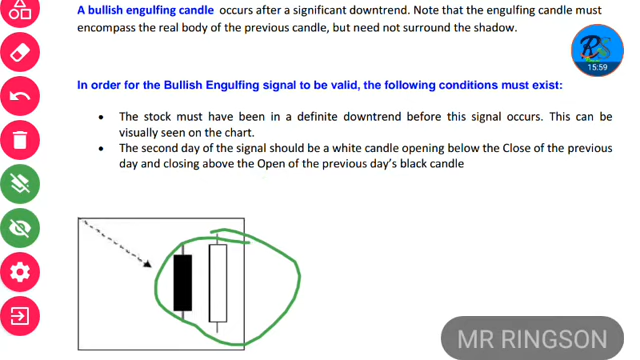 A bullish engulfing candle occurs after a significant downtrend. Note that the engulfing candle must
encompass the real body of the previous candle, but need not surround the shadow.
RS
15:59
In order for the Bullish Engulfing signal to be valid, the following conditions must exist:
• The stock must have been in a definite downtrend before this signal occurs. This can be
visually seen on the chart.
• The second day of the signal should be a white candle opening below the Close of the previous
day and closing above the Open of the previous day's black candle
MR RINGSON